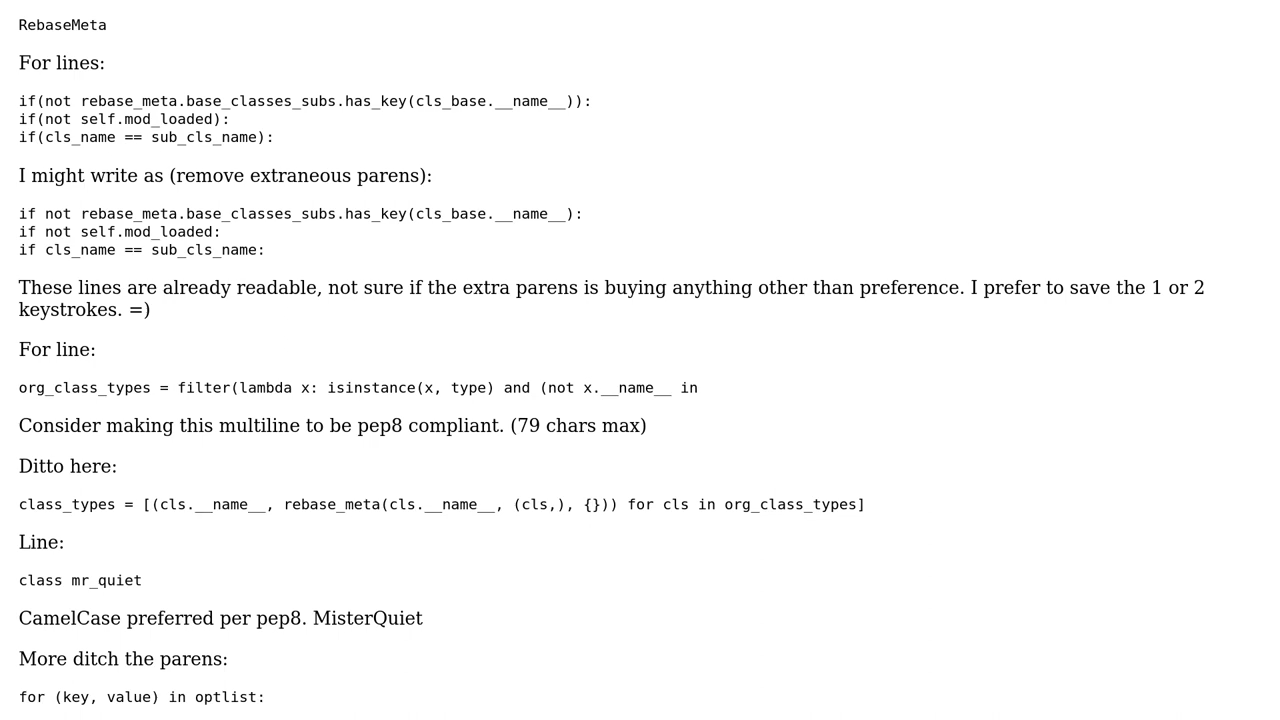 RebaseMeta
For lines:
if(not rebase_meta.base_classes_subs.has_key(cls_base.__name__)):
if(not self.mod_loaded):
if(cls_name == sub_cls_name):
I might write as (remove extraneous parens):
if not rebase_meta.base_classes_subs.has_key(cls_base.__name__):
if not self.mod_loaded:
if cls_name == sub_cls_name:
These lines are already readable, not sure if the extra parens is buying anything other than preference. I prefer to save the 1 or 2
keystrokes. =)
For line:
org_class_types = filter(lambda x: isinstance(x, type) and (not x.__name__ in
Consider making this multiline to be pep8 compliant. (79 chars max)
Ditto here:
class_types = [(cls.__name__, rebase_meta(cls.__name__, (cls,), {})) for cls in org_class_types]
Line:
class mr_quiet
CamelCase preferred per pep8. MisterQuiet
More ditch the parens:
for (key, value) in optlist: